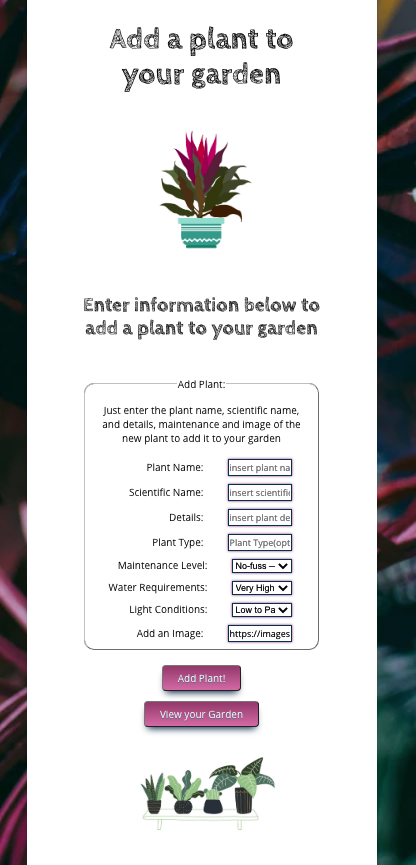 Add a plant to
your garden
Enter information below to
add a plant to your garden
Add Plant:
Just enter the plant name, scientific name,
and details, maintenance and image of the
new plant to add it to your garden
Plant Name: insert plant na
Scientific Name: insert scientific
Details: insert plant de
Plant Type: Plant Type(opt
Maintenance Level: No-fuss —
Water Requirements: Very High
Light Conditions: Low to Pa
Add an Image: https://images
Add Plant!
View your Garden